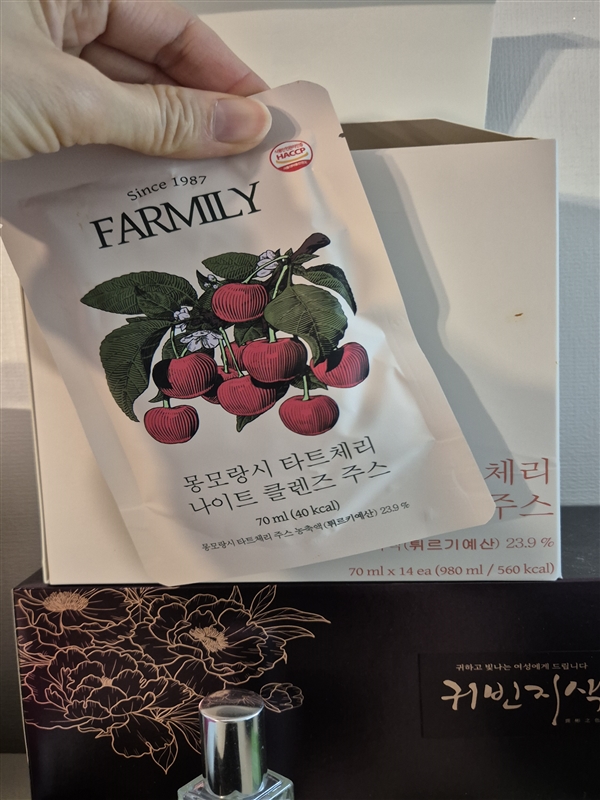 Since 1987
FARMILY
HACCP
몽모랑시 타트체리
나이트 클렌즈 주스
70 ml (40 kcal)
몽모랑시 타트체리 주스 농축액(튀르키예산) 23.9 %
체리
주스
(튀르키예산) 23.9 %
70 ml x 14 ea (980 ml / 560 kcal)
귀하고 빛나는 여성에게 드립니다
귀빈지색